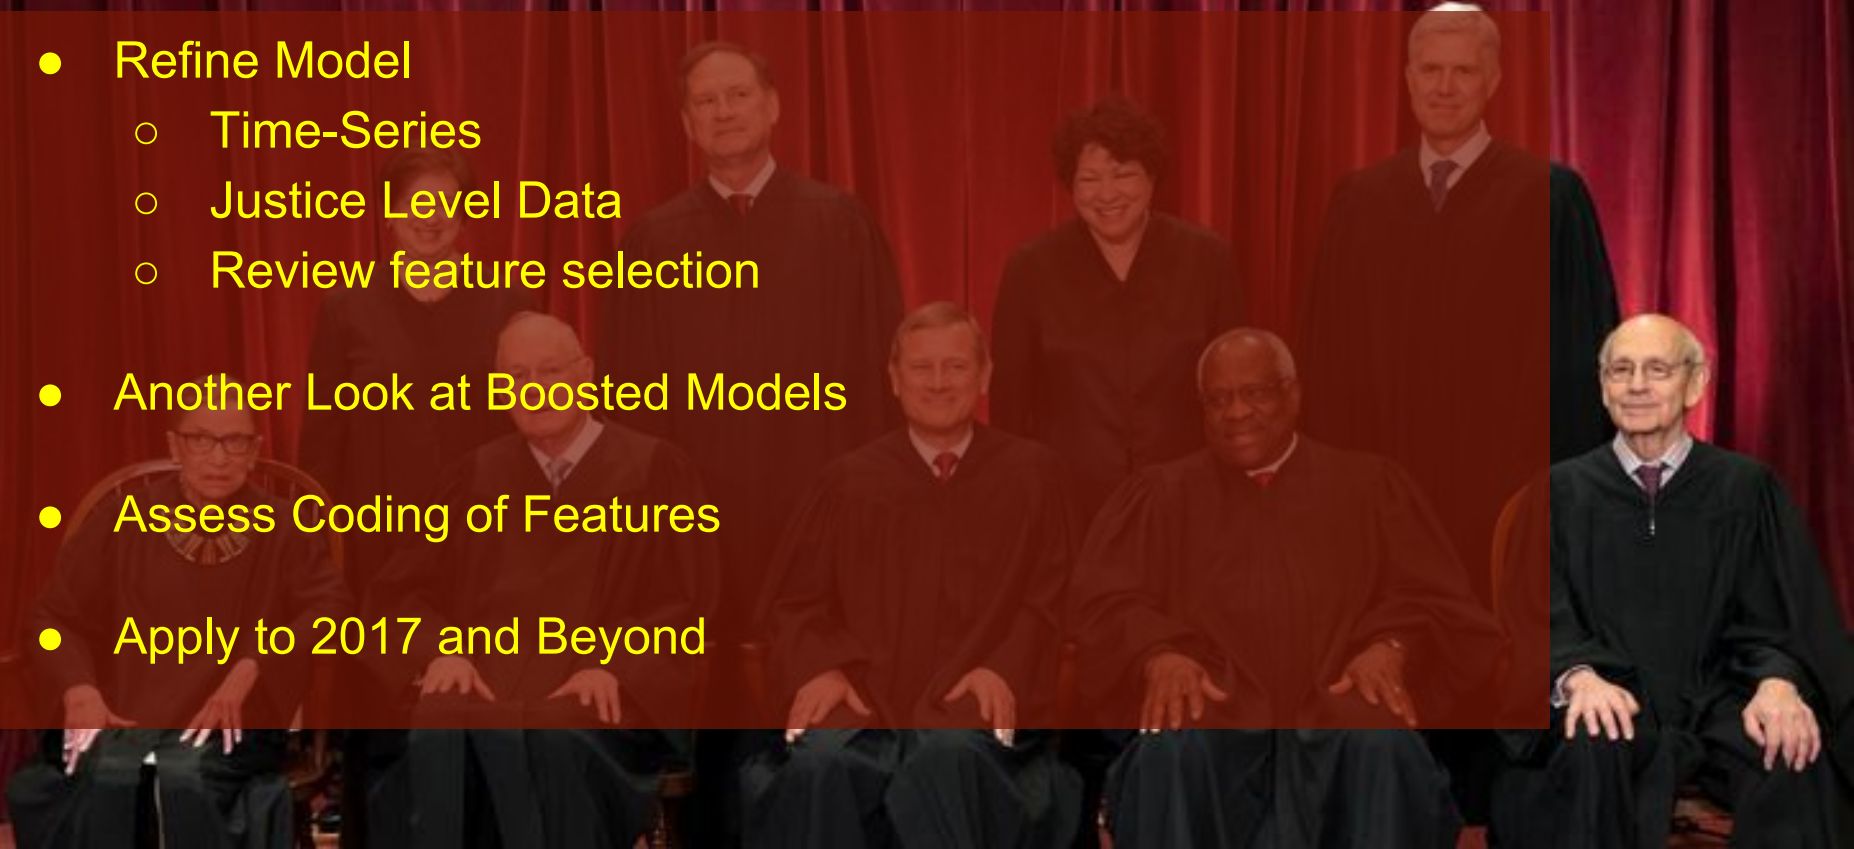 ● Refine Model
○ Time-Series
○ Justice Level Data
○ Review feature selection
● Another Look at Boosted Models
● Assess Coding of Features
● Apply to 2017 and Beyond